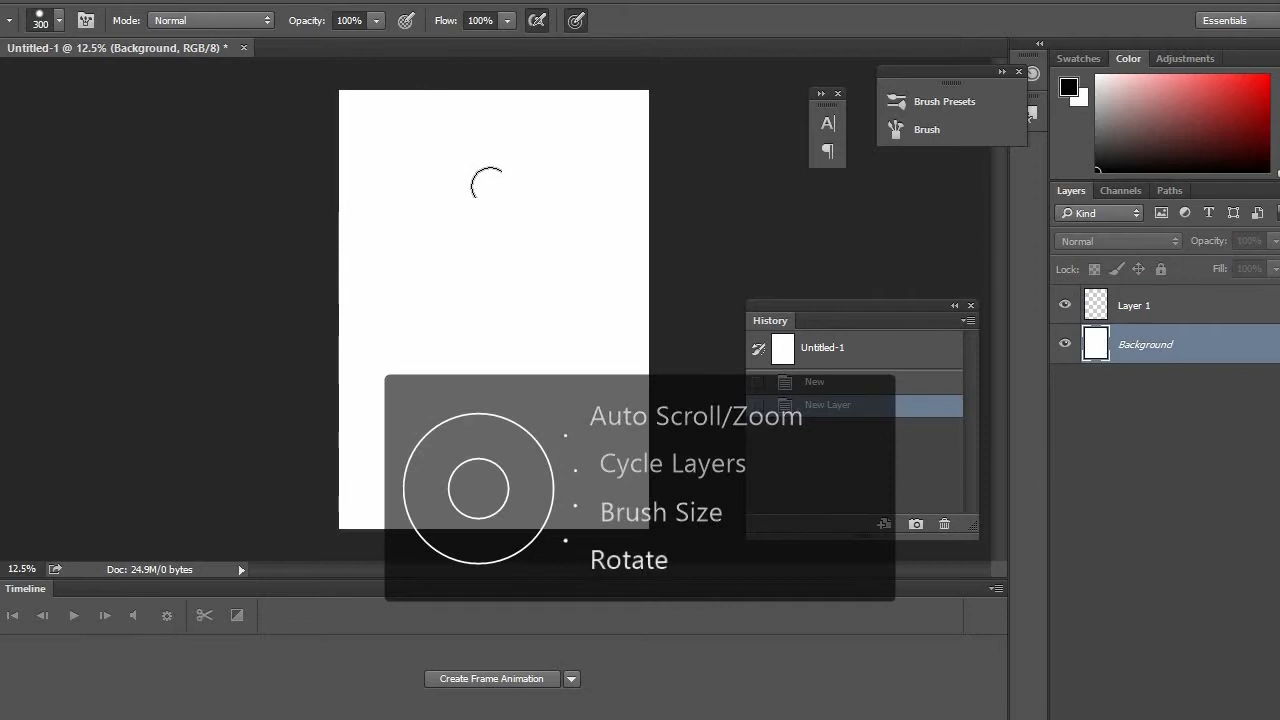 300 Mode: Normal Opacity: 100% Flow: 100% Essentials
Untitled-1 @ 12.5% (Background, RGB/8) *
Swatches Color Adjustments
Brush Presets
Brush
A|
Layers Channels Paths
Kind
Normal Opacity: 100%
Lock: Fill: 100%
Layer 1
Background
History
Untitled-1
New
New Layer
Auto Scroll/Zoom
Cycle Layers
Brush Size
Rotate
12.5% Doc: 24.9M/0 bytes
Timeline
Create Frame Animation